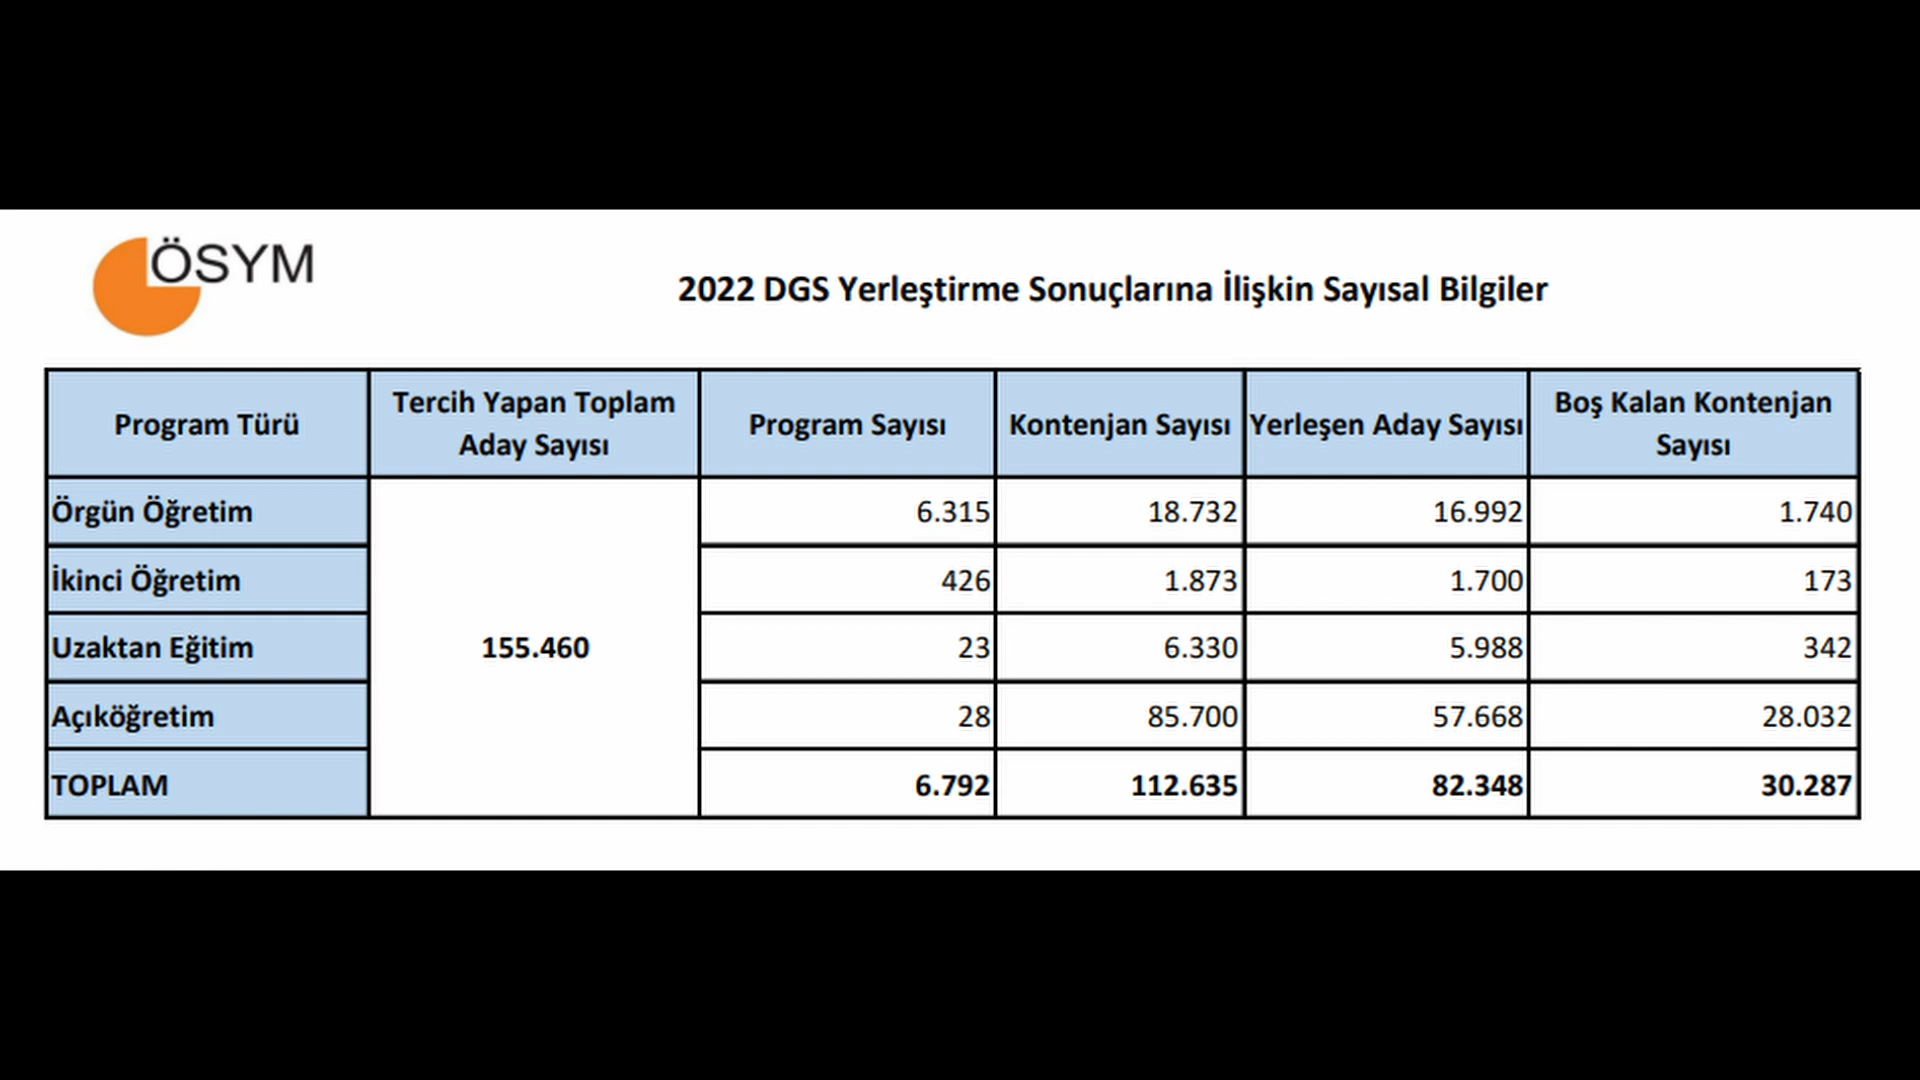 ÖSYM
2022 DGS Yerleştirme Sonuçlarına İlişkin Sayısal Bilgiler
Program Türü
Tercih Yapan Toplam
Aday Sayısı
Program Sayısı
Kontenjan Sayısı
Yerleşen Aday Sayısı
Boş Kalan Kontenjan
Sayısı
Örgün Öğretim 6.315 18.732 16.992 1.740
İkinci Öğretim 426 1.873 1.700 173
Uzaktan Eğitim 155.460 23 6.330 5.988 342
Açıköğretim 28 85.700 57.668 28.032
TOPLAM 6.792 112.635 82.348 30.287